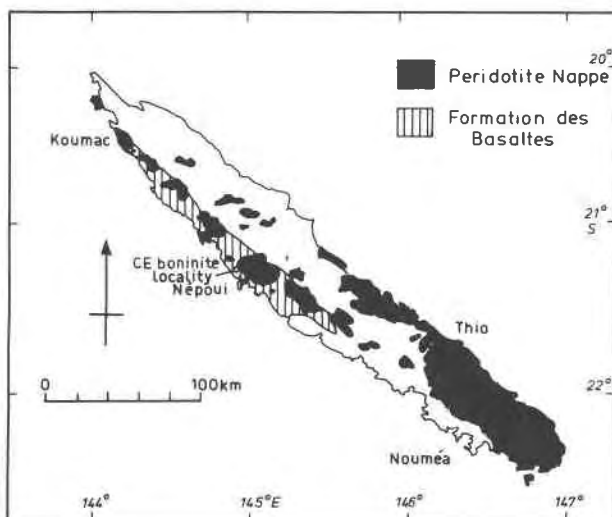 20°
Peridotite Nappe
Formation des
Basaltes
Koumac
21°
S
CE boninite
locality
Népoui
Thio
0 100km
22°
Nouméa
144° 145°E 146° 147°